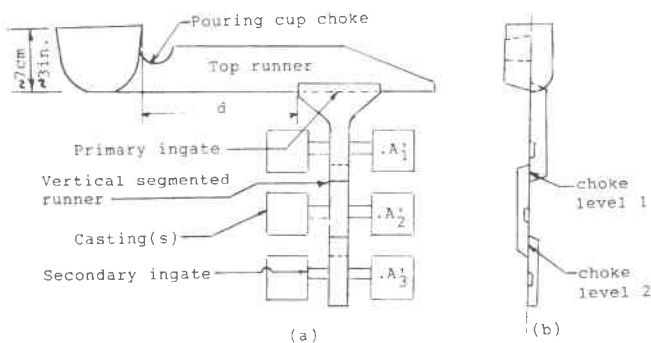 Pouring cup choke
Top runner
≈7cm
≈3in.
d
Primary ingate
.A'1
Vertical segmented
runner
choke
level 1
.A'2
Casting(s)
Secondary ingate
.A'3
choke
level 2
(a)
(b)